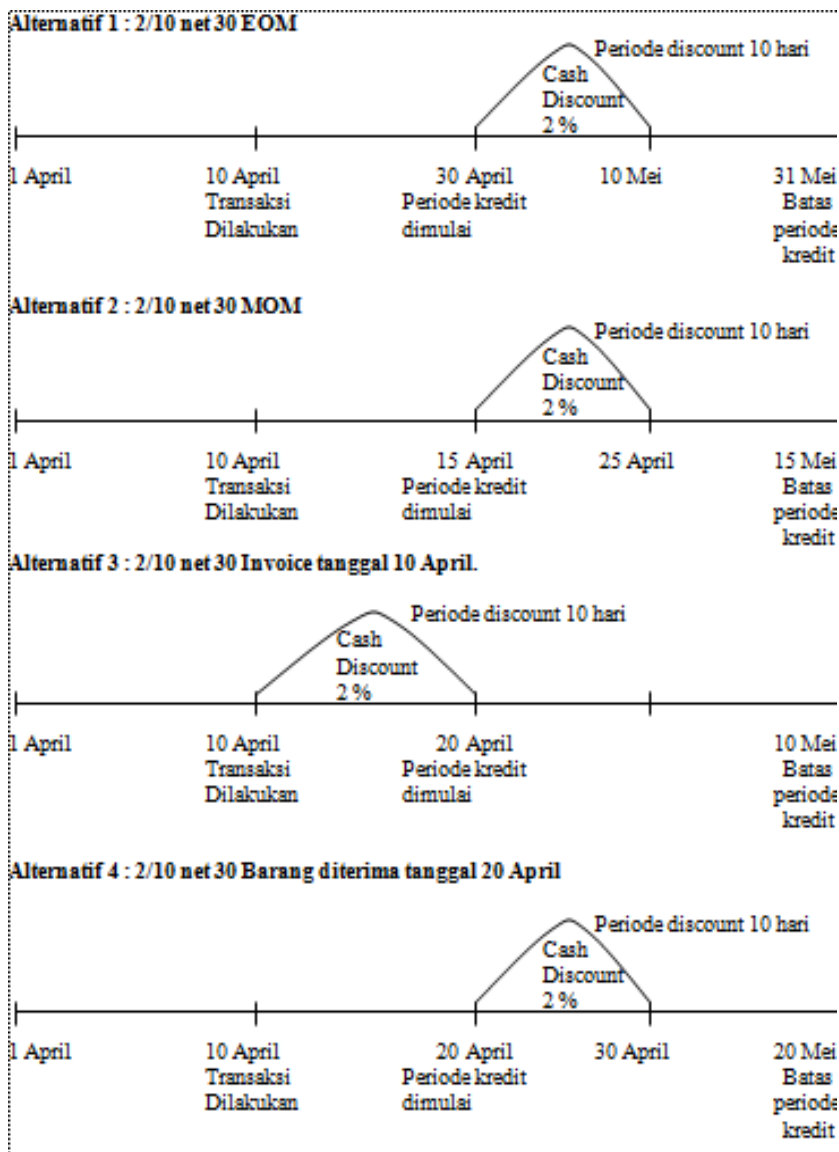 Alternatif 1 : 2/10 net 30 EOM
Periode discount 10 hari
Cash
Discount
2 %
1 April 10 April 30 April 10 Mei 31 Mei
Transaksi Periode kredit Batas
Dilakukan dimulai periode
kredit
Alternatif 2 : 2/10 net 30 MOM
Periode discount 10 hari
Cash
Discount
2 %
1 April 10 April 15 April 25 April 15 Mei
Transaksi Periode kredit Batas
Dilakukan dimulai periode
kredit
Alternatif 3 : 2/10 net 30 Invoice tanggal 10 April.
Periode discount 10 hari
Cash
Discount
2 %
1 April 10 April 20 April 10 Mei
Transaksi Periode kredit Batas
Dilakukan dimulai periode
kredit
Alternatif 4 : 2/10 net 30 Barang diterima tanggal 20 April
Periode discount 10 hari
Cash
Discount
2 %
1 April 10 April 20 April 30 April 20 Mei
Transaksi Periode kredit Batas
Dilakukan dimulai periode
kredit